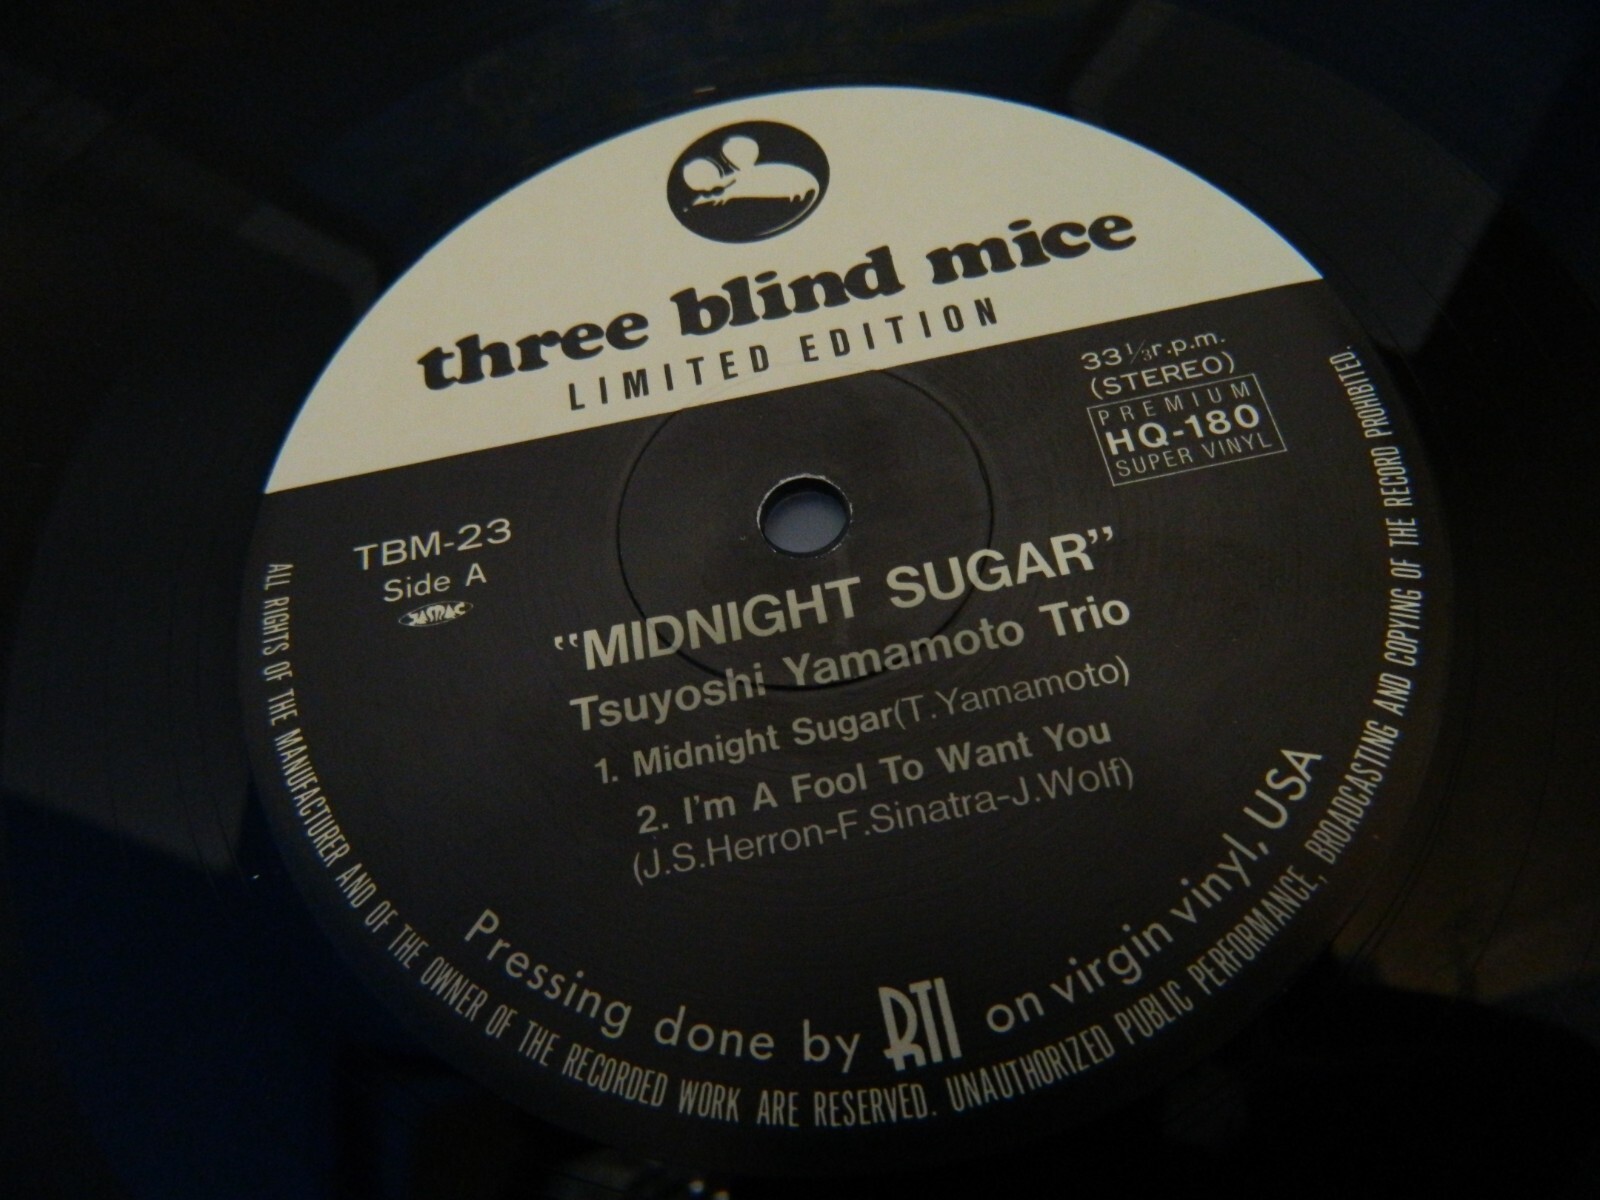 three blind mice
LIMITED EDITION
33 1/3 r.p.m.
(STEREO)
PREMIUM
HQ-180
SUPER VINYL
TBM-23
Side A
JASRAC
“MIDNIGHT SUGAR”
Tsuyoshi Yamamoto Trio
1. Midnight Sugar(T.Yamamoto)
2. I'm A Fool To Want You
(J.S.Herron-F.Sinatra-J.Wolf)
Pressing done by RTI on virgin vinyl, USA
ALL RIGHTS OF THE MANUFACTURER AND OF THE OWNER OF THE RECORDED WORK ARE RESERVED. UNAUTHORIZED PUBLIC PERFORMANCE, BROADCASTING AND COPYING OF THE RECORD PROHIBITED.